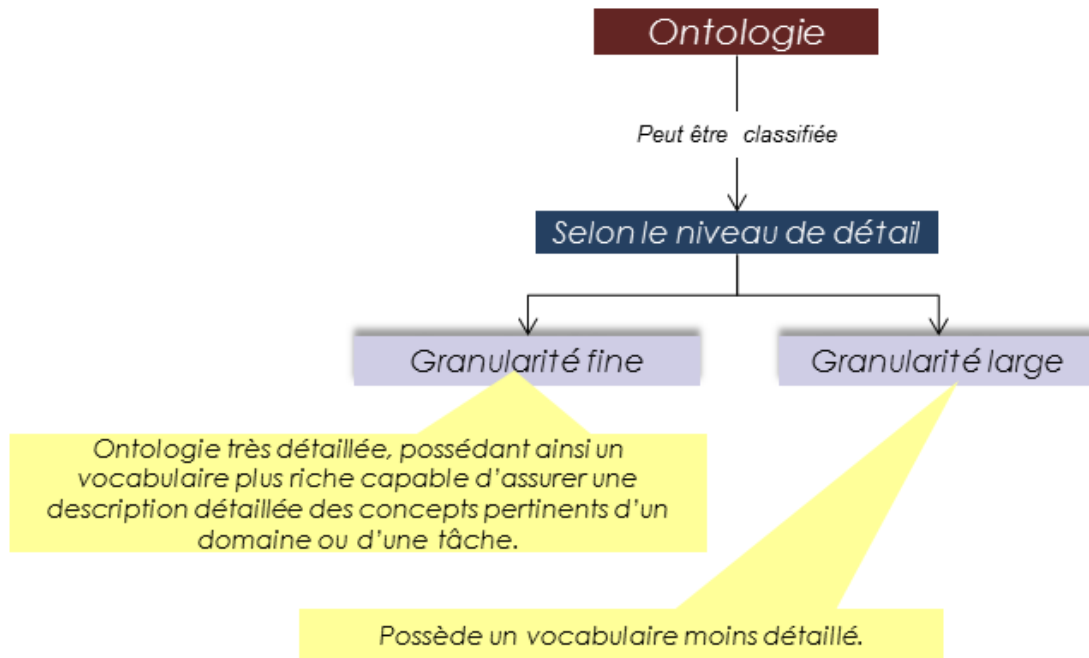 Ontologie
Peut être classifiée
Selon le niveau de détail
Granularité fine
Granularité large
Ontologie très détaillée, possédant ainsi un
vocabulaire plus riche capable d'assurer une
description détaillée des concepts pertinents d'un
domaine ou d'une tâche.
Possède un vocabulaire moins détaillé.